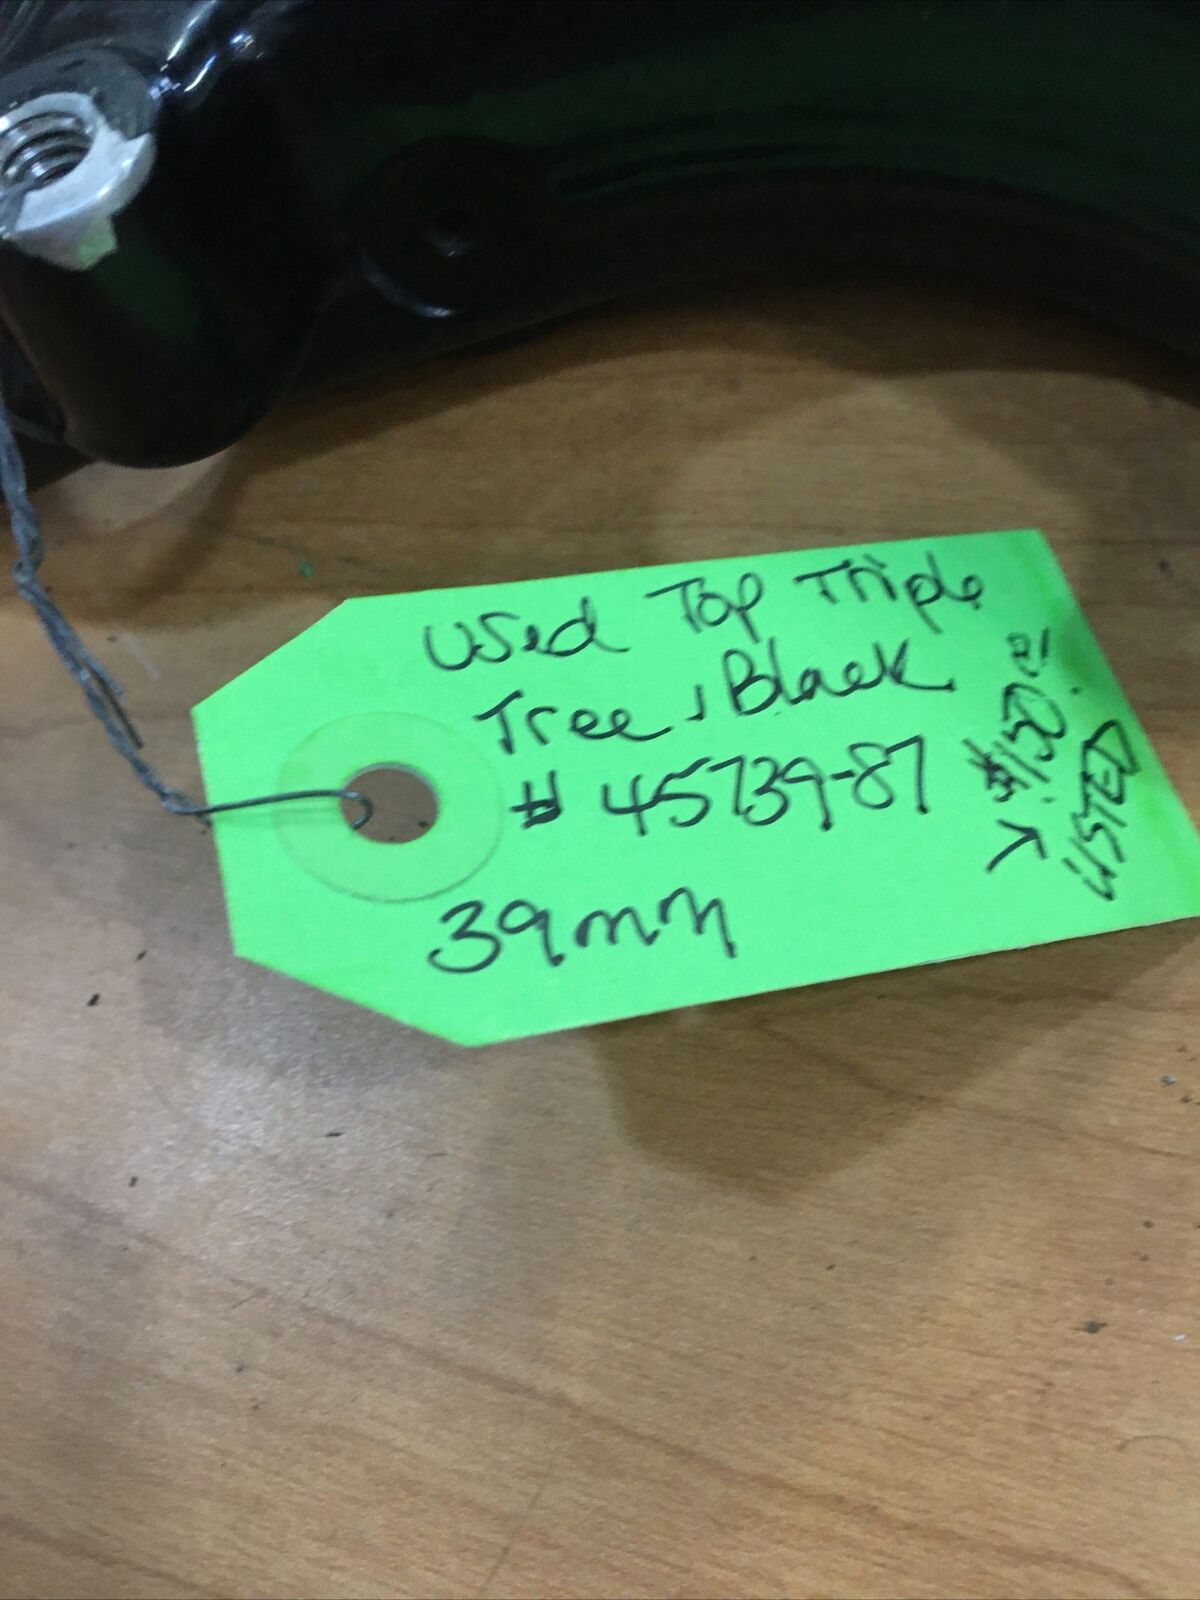 Used Top Triple
Tree, Black
# 45739-87
39mm
$150
LISTED